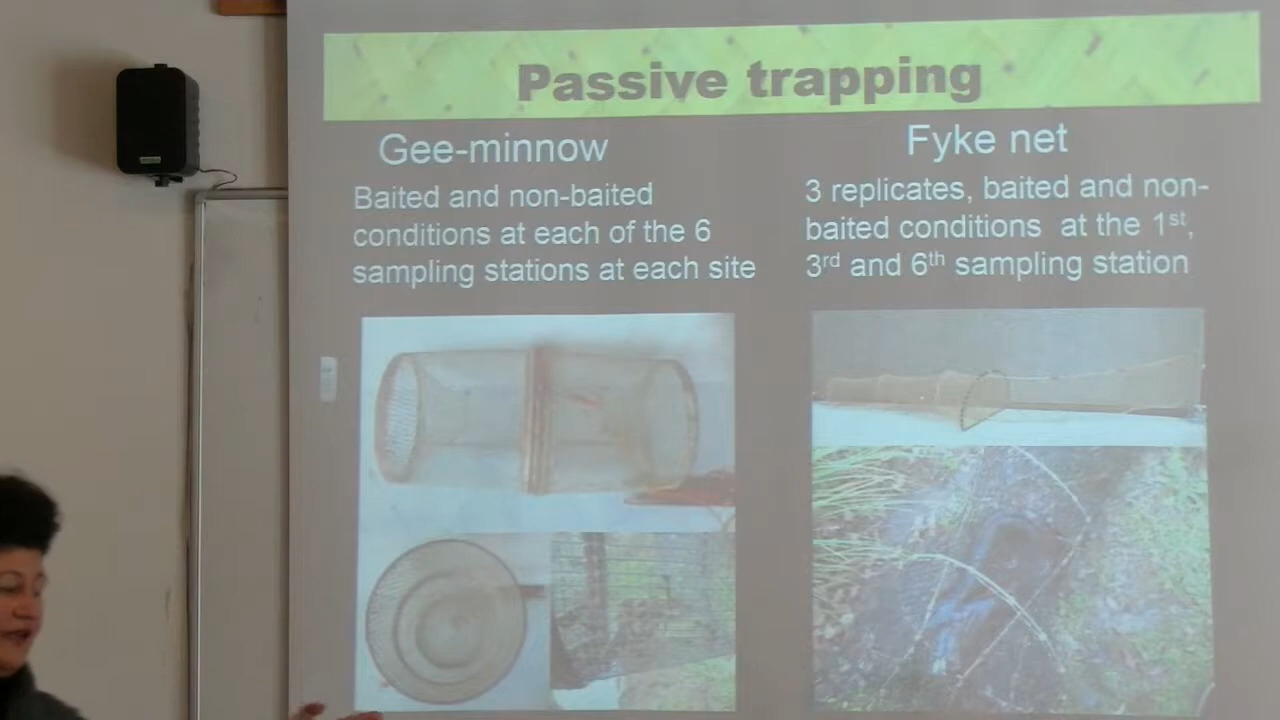 Passive trapping
Gee-minnow
Baited and non-baited
conditions at each of the 6
sampling stations at each site
Fyke net
3 replicates, baited and non-
baited conditions at the 1st,
3rd and 6th sampling station